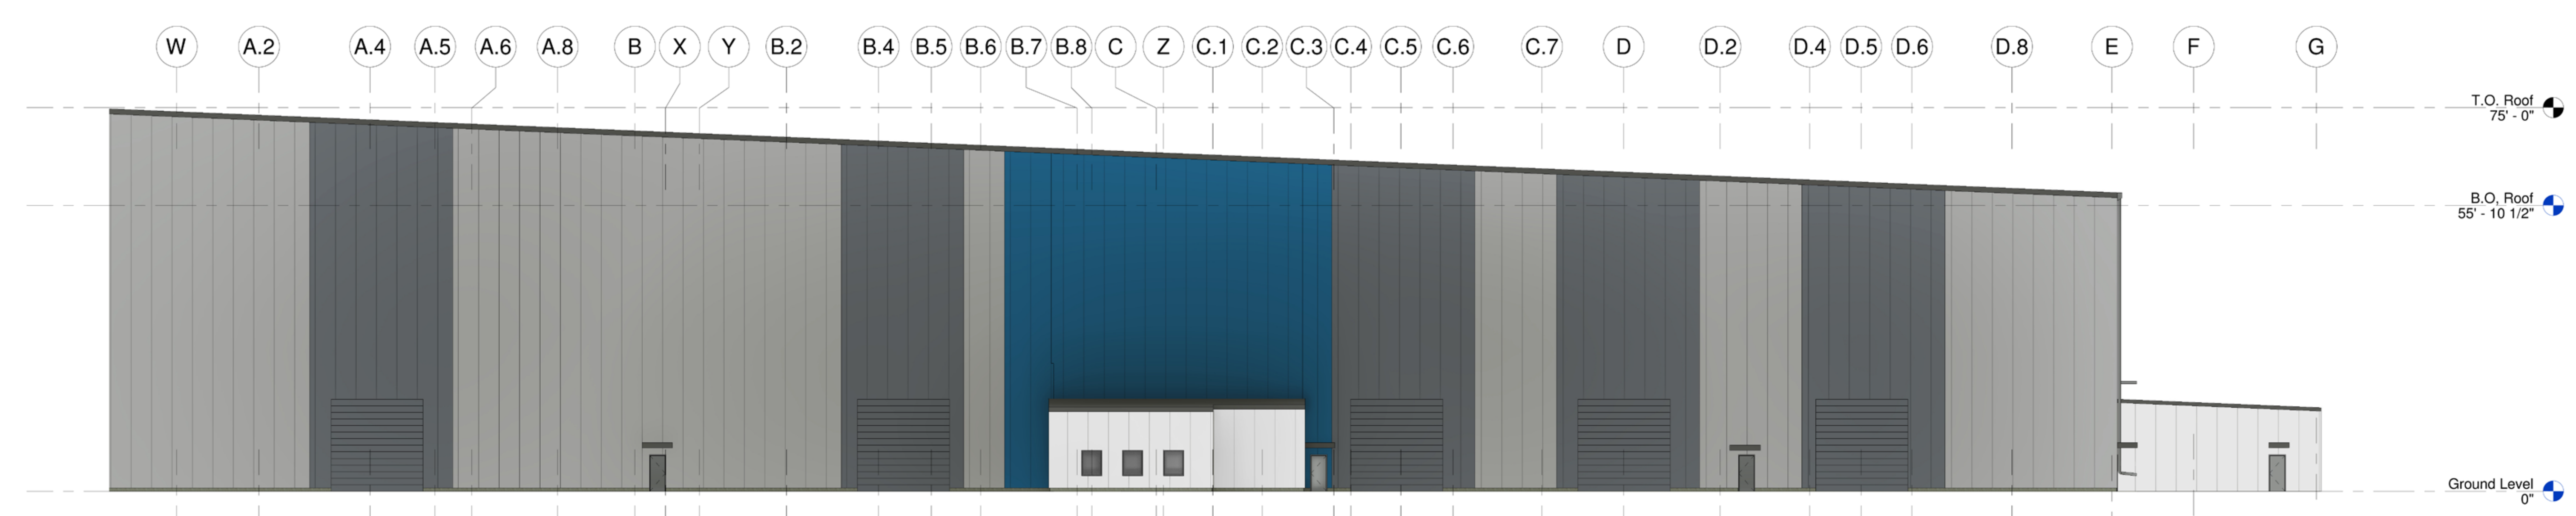 W A.2 A.4 A.5 A.6 A.8 B X Y B.2 B.4 B.5 B.6 B.7 B.8 C Z C.1 C.2 C.3 C.4 C.5 C.6 C.7 D D.2 D.4 D.5 D.6 D.8 E F G
T.O. Roof
75' - 0"
B.O, Roof
55' - 10 1/2"
Ground Level
0"